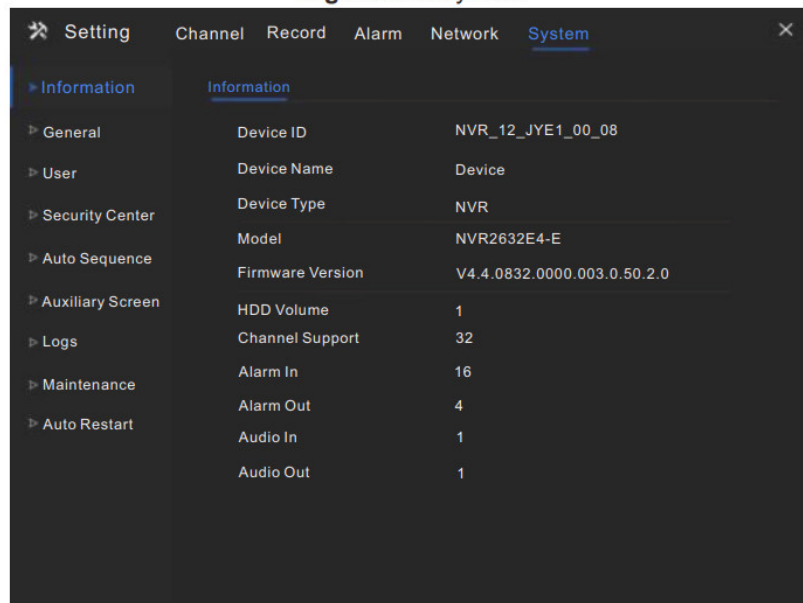 Setting Channel Record Alarm Network System
Information
Information
General
Device ID NVR_12_JYE1_00_08
User
Device Name Device
Security Center
Device Type NVR
Auto Sequence
Model NVR2632E4-E
Auxiliary Screen
Firmware Version V4.4.0832.0000.003.0.50.2.0
Logs
HDD Volume 1
Maintenance
Channel Support 32
Auto Restart
Alarm In 16
Alarm Out 4
Audio In 1
Audio Out 1